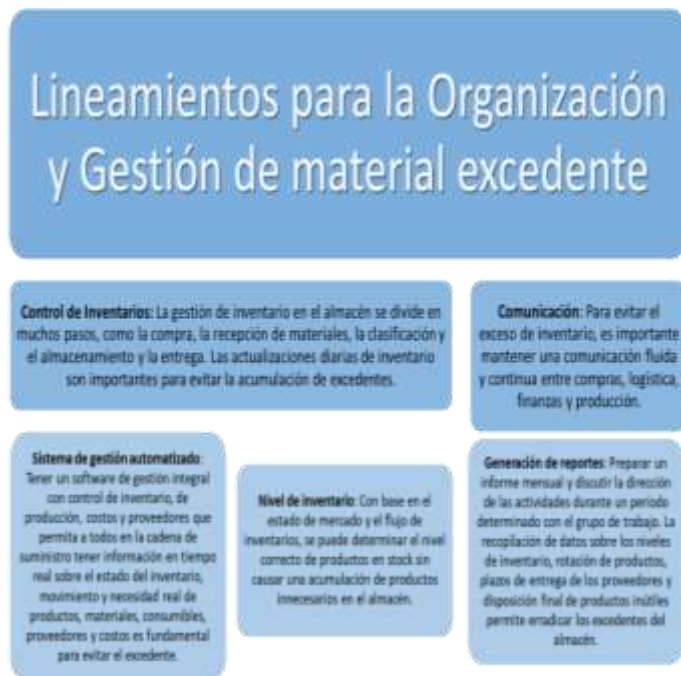 Lineamientos para la Organización
y Gestión de material excedente
Control de Inventarios: La gestión de inventario en el almacén se divide en
muchos pasos, como la compra, la recepción de materiales, la clasificación y
el almacenamiento y la entrega. Las actualizaciones diarias de inventario
son importantes para evitar la acumulación de excedentes.
Comunicación: Para evitar el
exceso de inventario, es importante
mantener una comunicación fluida
y continua entre compras, logística,
finanzas y producción.
Sistema de gestión automatizado:
Tener un software de gestión integral
con control de inventario, de
producción, costos y proveedores que
permita a todos en la cadena de
suministro tener información en tiempo
real sobre el estado del inventario,
movimiento y necesidad real de
productos, materiales, consumibles,
proveedores y costos es fundamental
para evitar el excedente.
Nivel de inventario: Con base en el
estado de mercado y el flujo de
inventarios, se puede determinar el nivel
correcto de productos en stock sin
causar una acumulación de productos
innecesarios en el almacén.
Generación de reportes: Preparar un
informe mensual y discutir la dirección
de las actividades durante un periodo
determinado con el grupo de trabajo. La
recopilación de datos sobre los niveles
de inventario, rotación de productos,
plazos de entrega de los proveedores y
disposición final de productos inútiles
permite erradicar los excedentes del
almacén.